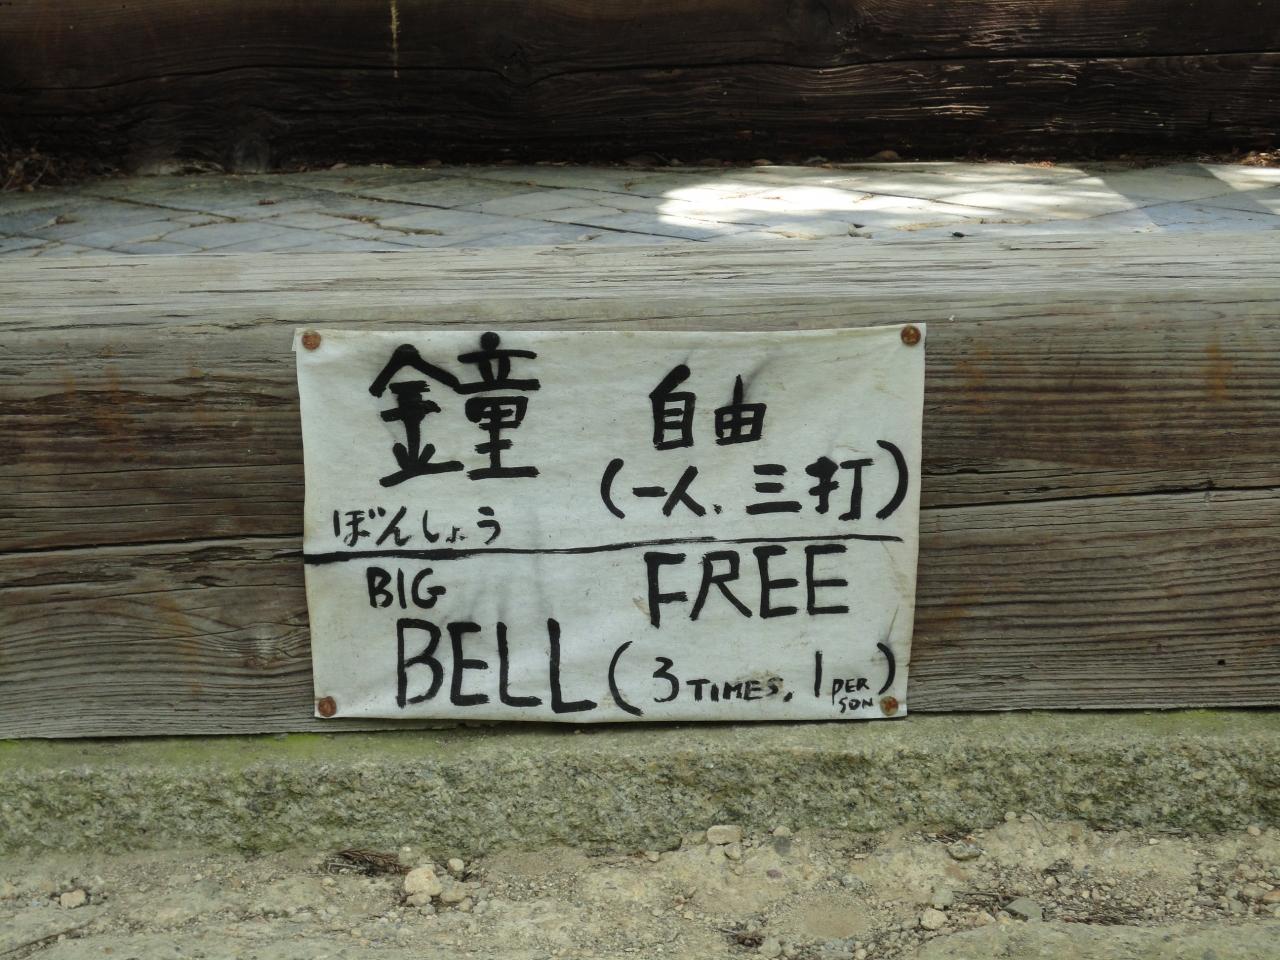 鐘 自由
(一人、三打)
ぼんしょう
BIG FREE
BELL (3 TIMES, 1 PER
SON)